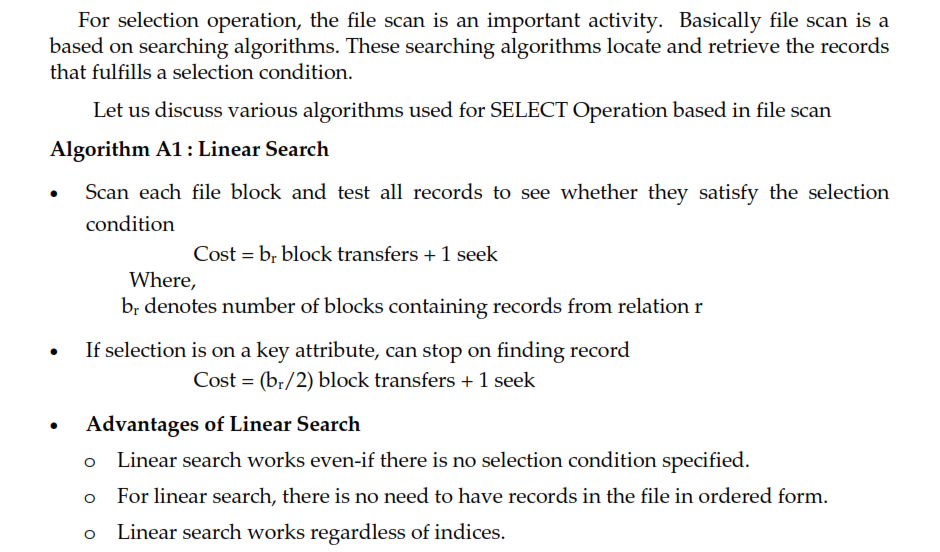 For selection operation, the file scan is an important activity. Basically file scan is a
based on searching algorithms. These searching algorithms locate and retrieve the records
that fulfills a selection condition.
Let us discuss various algorithms used for SELECT Operation based in file scan
Algorithm A1 : Linear Search
• Scan each file block and test all records to see whether they satisfy the selection
condition
Cost = bᵣ block transfers + 1 seek
Where,
bᵣ denotes number of blocks containing records from relation r
• If selection is on a key attribute, can stop on finding record
Cost = (bᵣ/2) block transfers + 1 seek
• Advantages of Linear Search
o Linear search works even-if there is no selection condition specified.
o For linear search, there is no need to have records in the file in ordered form.
o Linear search works regardless of indices.